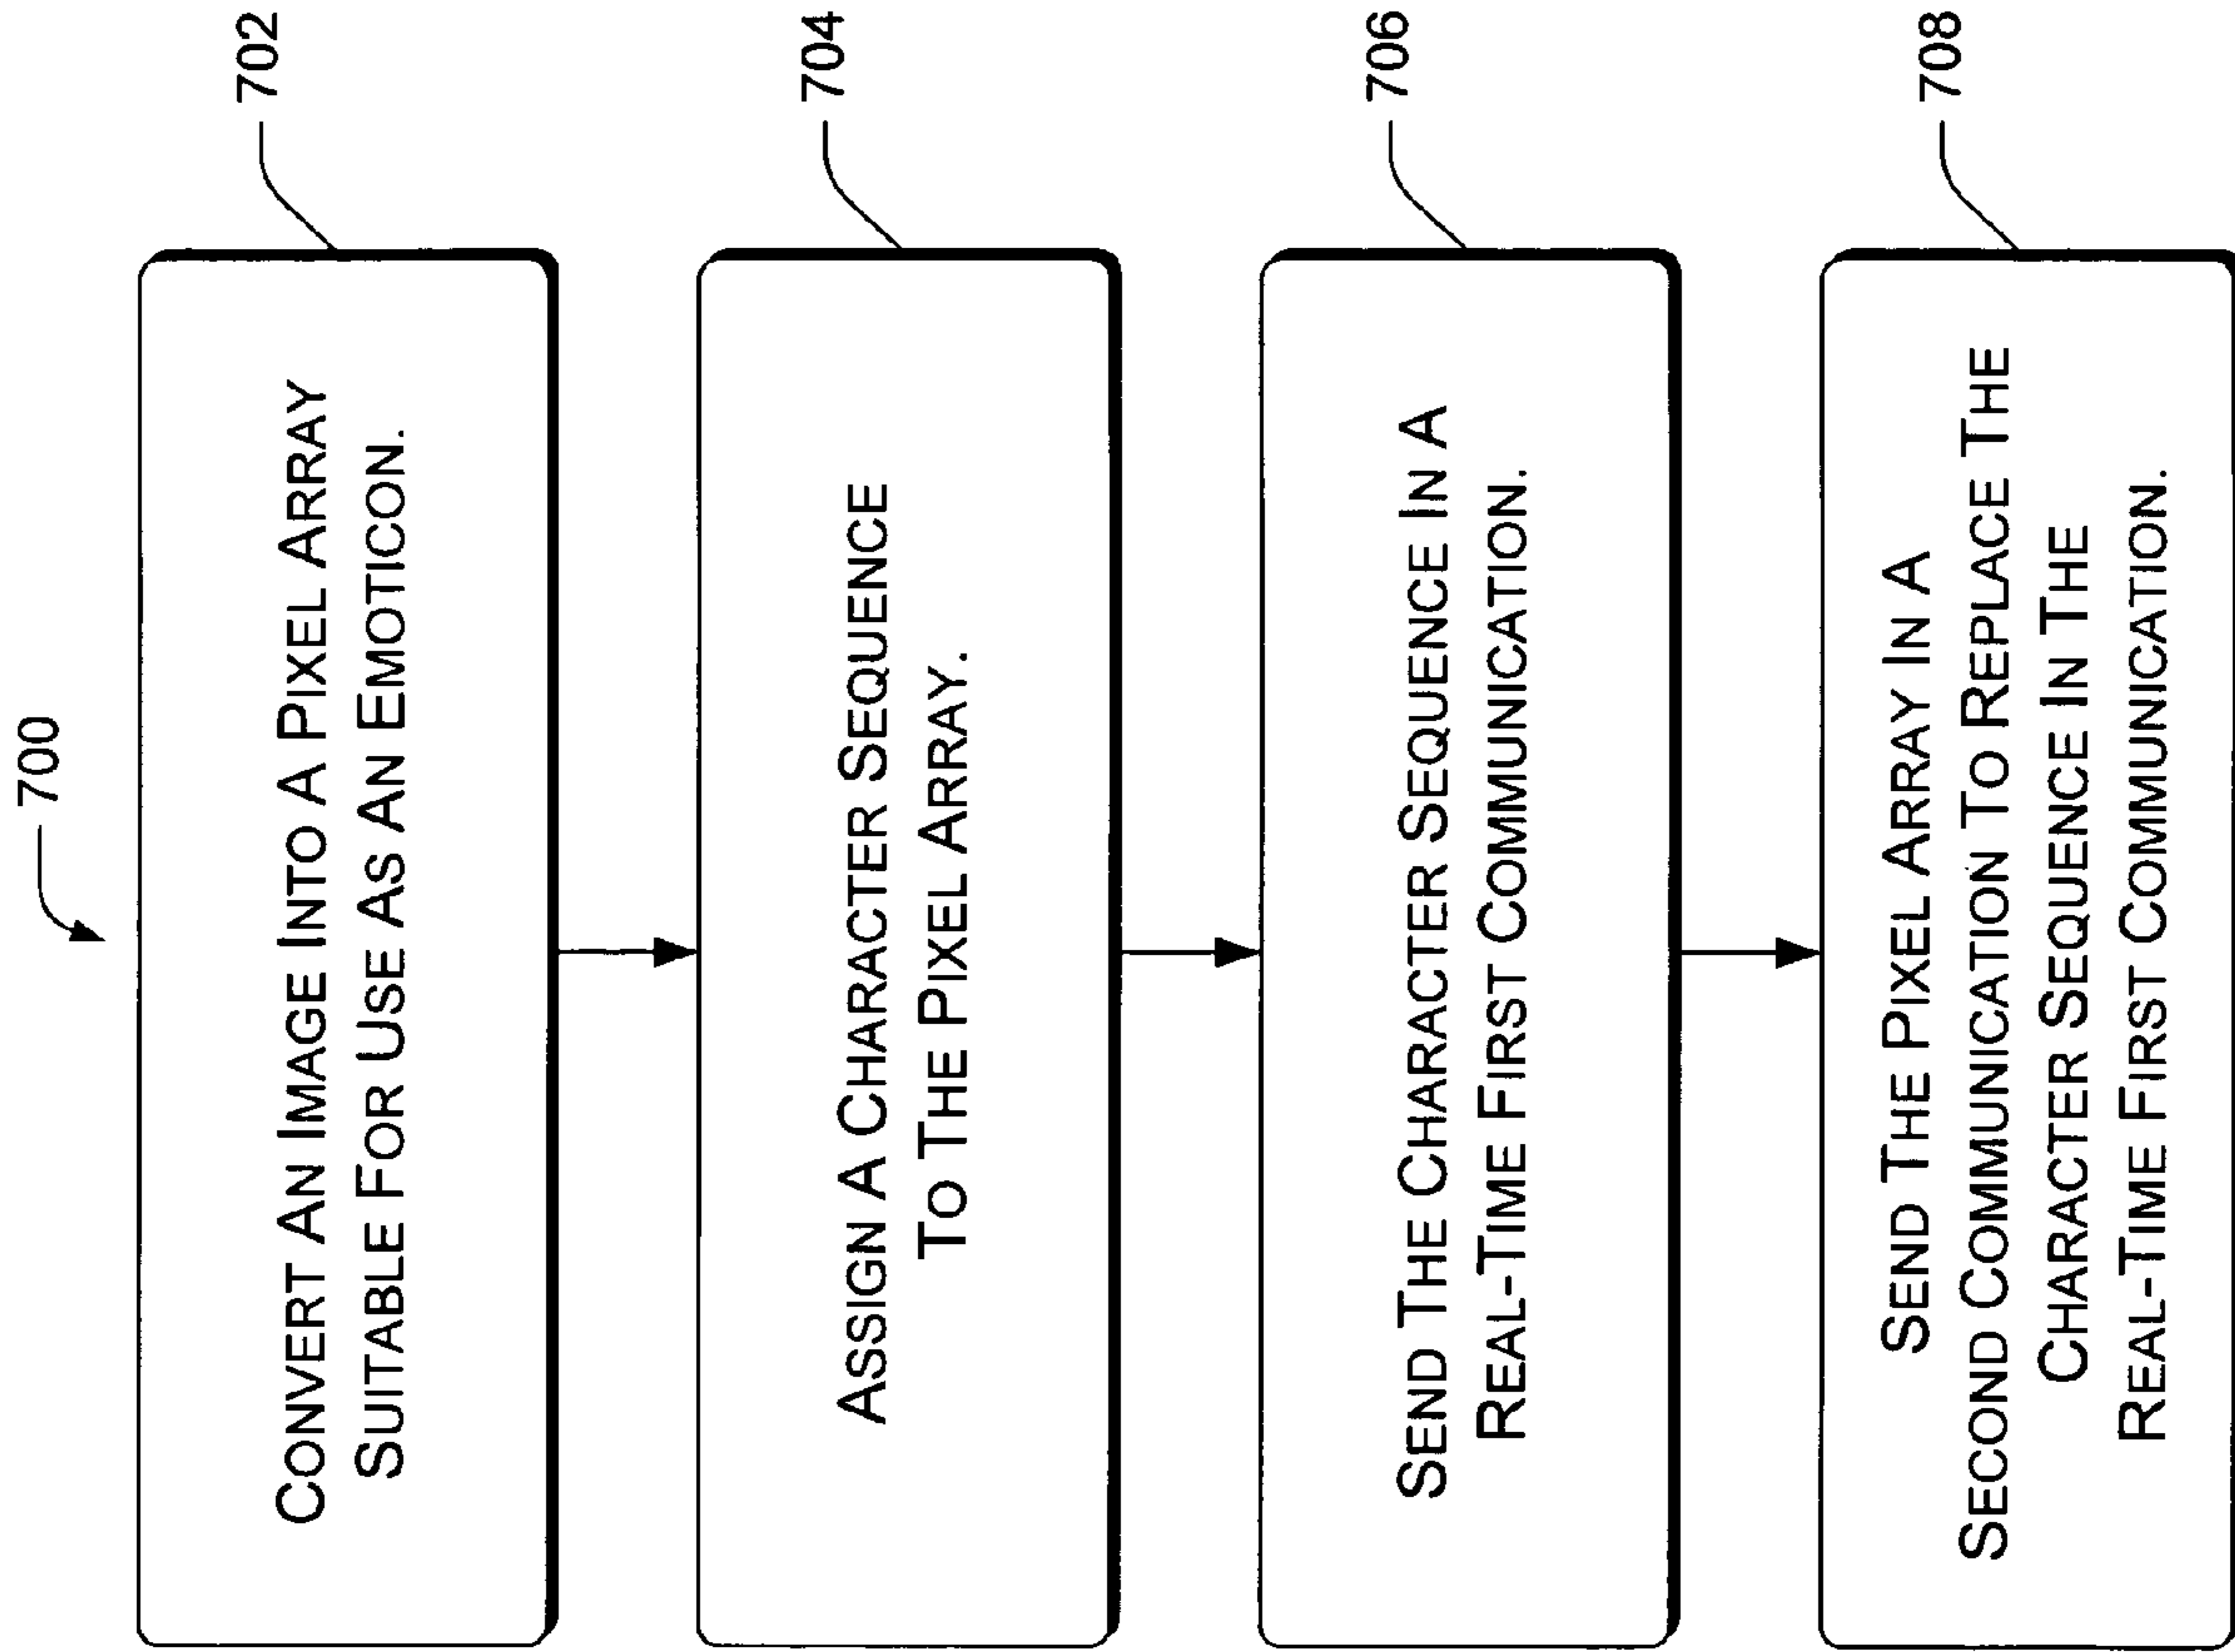 700
CONVERT AN IMAGE INTO A PIXEL ARRAY
SUITABLE FOR USE AS AN EMOTICON.
702
ASSIGN A CHARACTER SEQUENCE
TO THE PIXEL ARRAY.
704
SEND THE CHARACTER SEQUENCE IN A
REAL-TIME FIRST COMMUNICATION.
706
SEND THE PIXEL ARRAY IN A
SECOND COMMUNICATION TO REPLACE THE
CHARACTER SEQUENCE IN THE
REAL-TIME FIRST COMMUNICATION.
708